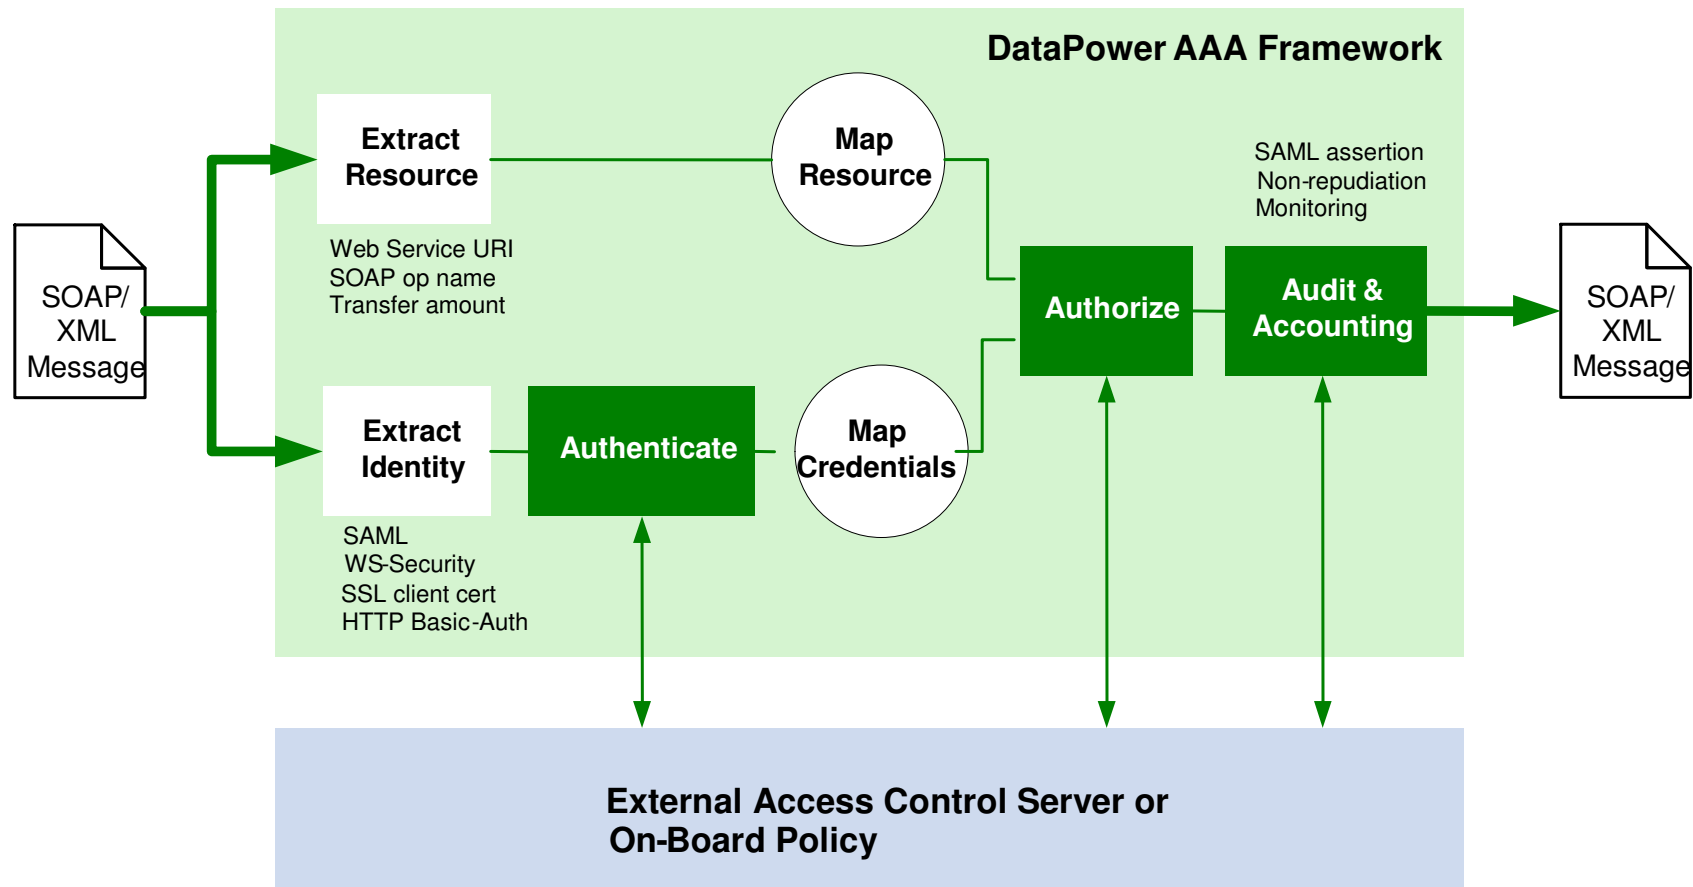 DataPower AAA Framework
Extract
Resource
Map
Resource
SAML assertion
Non-repudiation
Monitoring
Web Service URI
SOAP op name
Transfer amount
SOAP/
XML
Message
Authorize
Audit &
Accounting
SOAP/
XML
Message
Extract
Identity
Authenticate
Map
Credentials
SAML
WS-Security
SSL client cert
HTTP Basic-Auth
External Access Control Server or
On-Board Policy